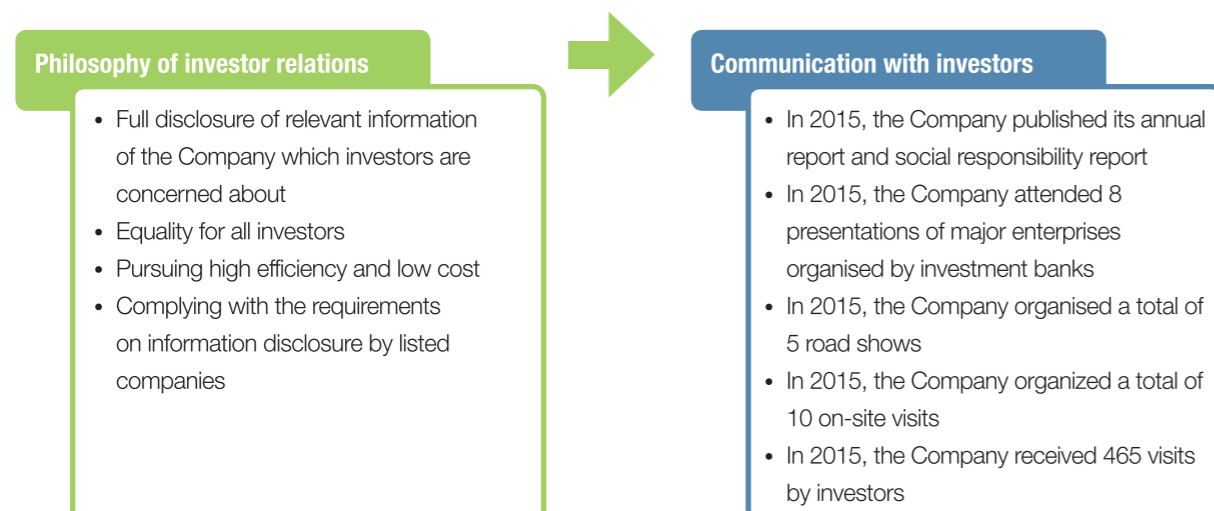 Philosophy of investor relations
• Full disclosure of relevant information
of the Company which investors are
concerned about
• Equality for all investors
• Pursuing high efficiency and low cost
• Complying with the requirements
on information disclosure by listed
companies
Communication with investors
• In 2015, the Company published its annual
report and social responsibility report
• In 2015, the Company attended 8
presentations of major enterprises
organised by investment banks
• In 2015, the Company organised a total of
5 road shows
• In 2015, the Company organized a total of
10 on-site visits
• In 2015, the Company received 465 visits
by investors